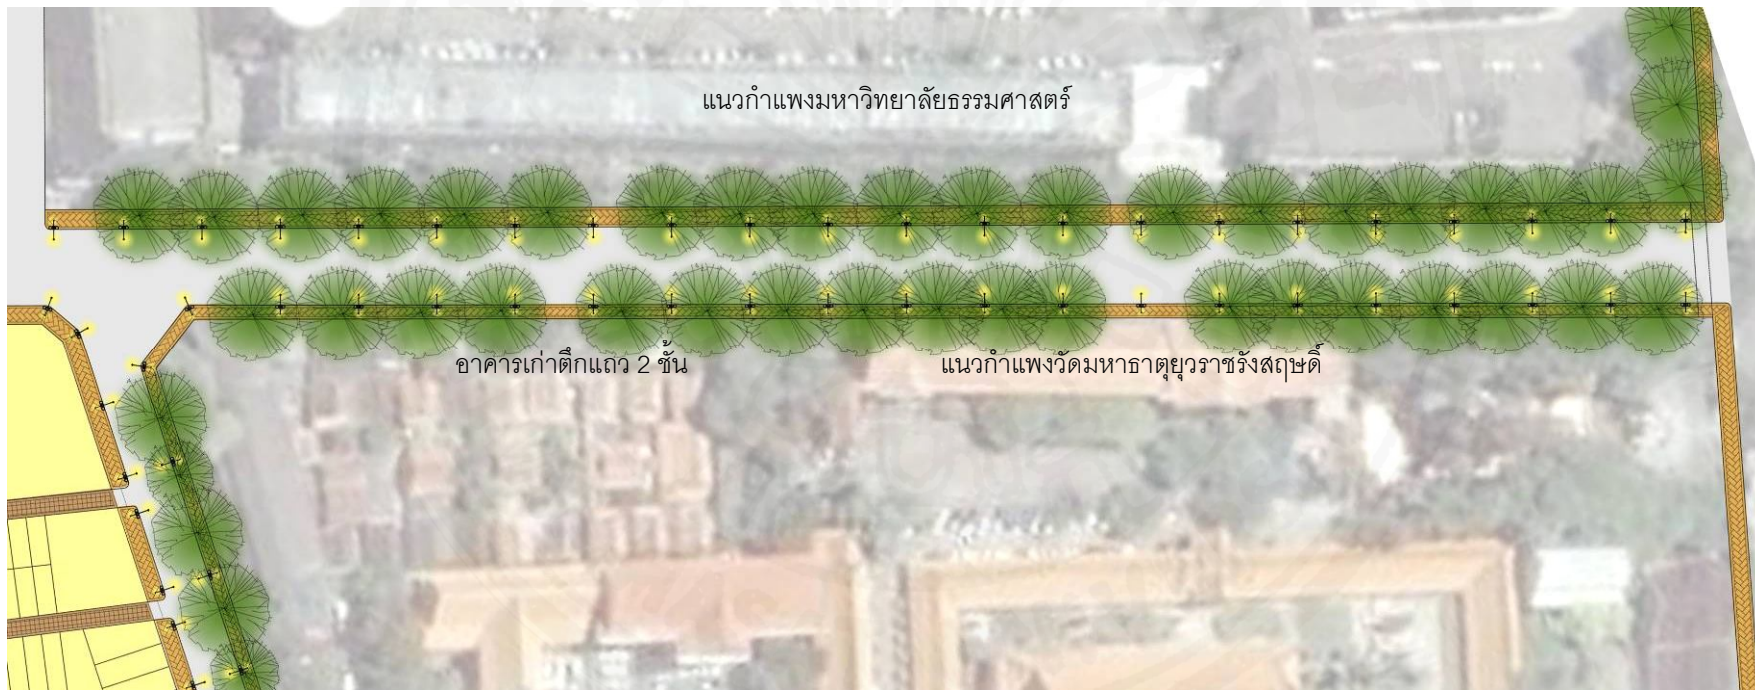 แนวกำแพงมหาวิทยาลัยธรรมศาสตร์
อาคารเก่าตึกแถว 2 ชั้น
แนวกำแพงวัดมหาธาตุยุวราชรังสฤษดิ์